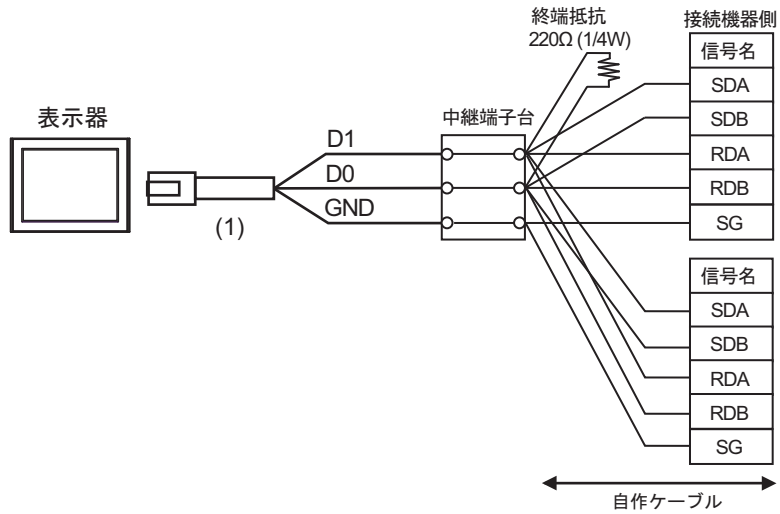 終端抵抗
220Ω (1/4W)
接続機器側
信号名
SDA
SDB
RDA
RDB
SG
表示器
(1)
D1
D0
GND
中継端子台
信号名
SDA
SDB
RDA
RDB
SG
自作ケーブル